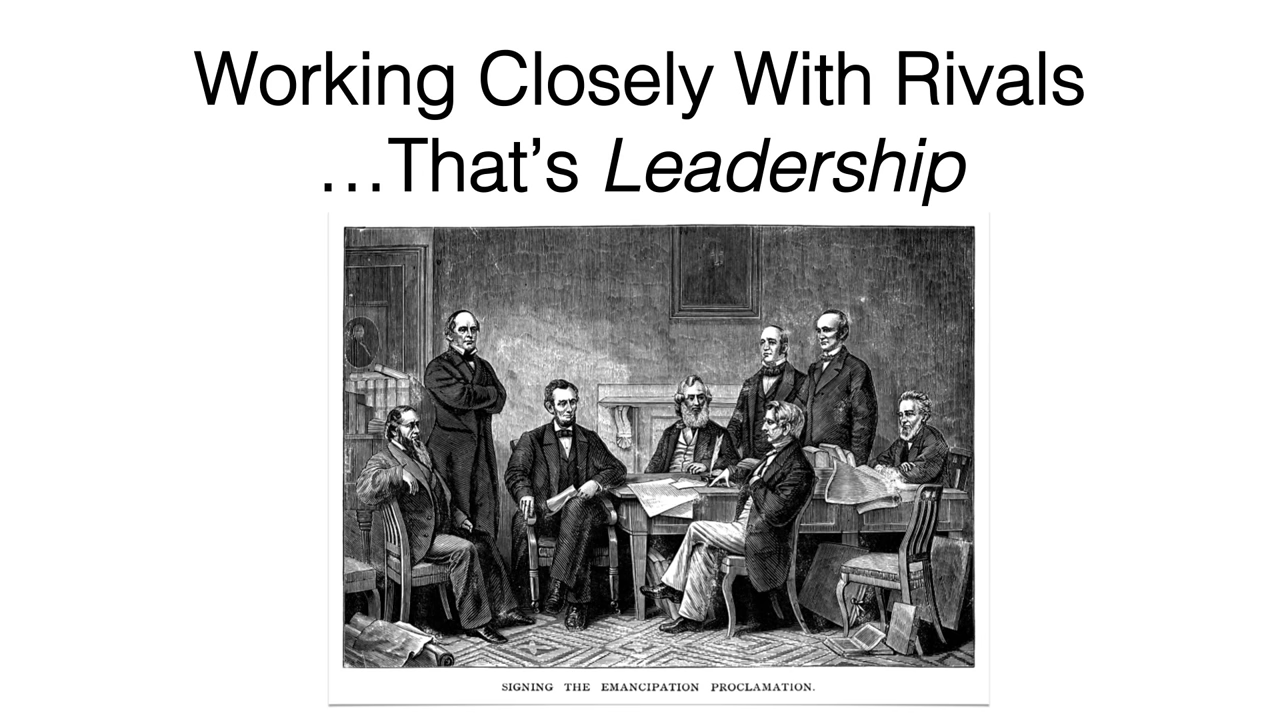 Working Closely With Rivals
…That’s Leadership
SIGNING THE EMANCIPATION PROCLAMATION.